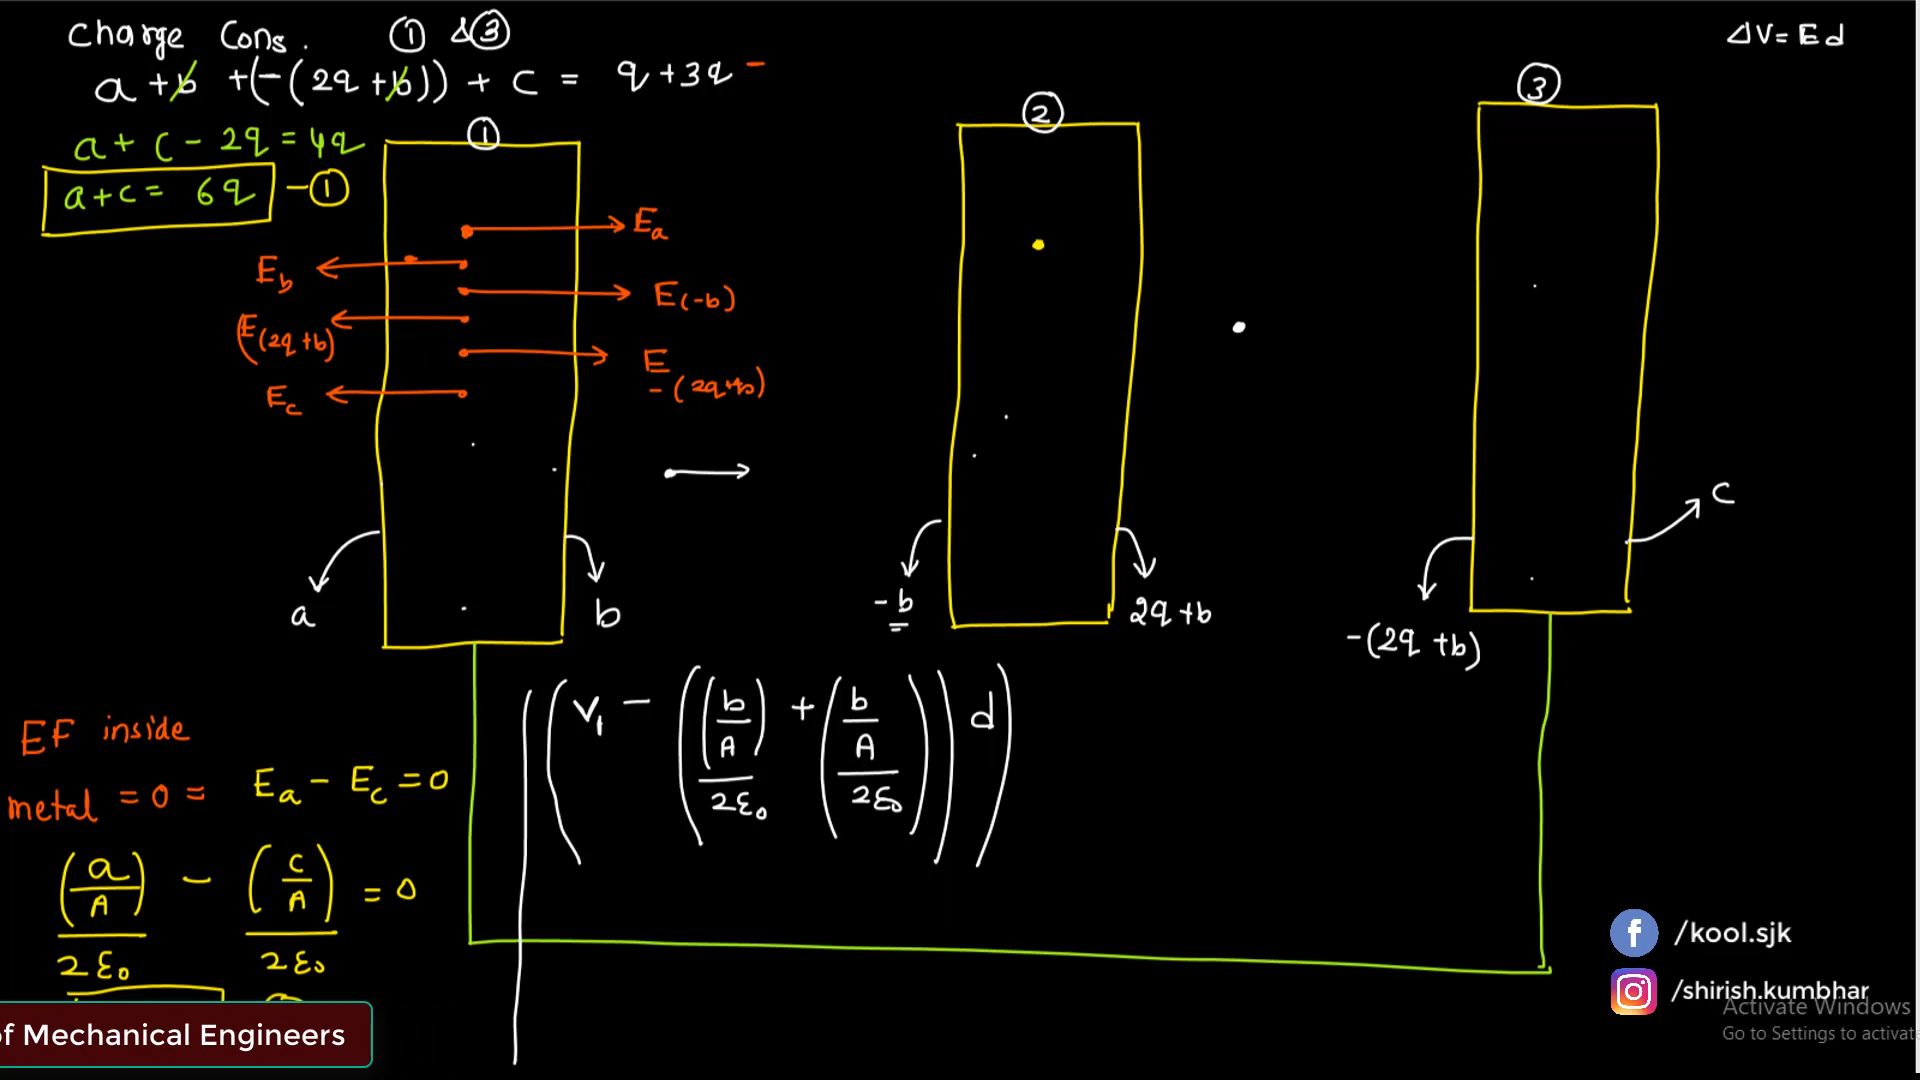 Charge Cons. ① & ③
ΔV = Ed
a + b + (-(2q + b)) + c = q + 3q -
a + c - 2q = 4q
a + c = 6q - ①
①
②
③
Ea
Eb
E(-b)
E(2q + b)
E-(2q+b)
Ec
a
b
-b
2q + b
-(2q + b)
c
((V₁ - (((b/A)/2ε₀) + ((b/A)/2ε₀))) d)
EF inside
metal = 0 = Ea - Ec = 0
(a/A)/2ε₀ - (c/A)/2ε₀ = 0
/kool.sjk
/shirish.kumbhar
Activate Windows
Go to Settings to activat
of Mechanical Engineers